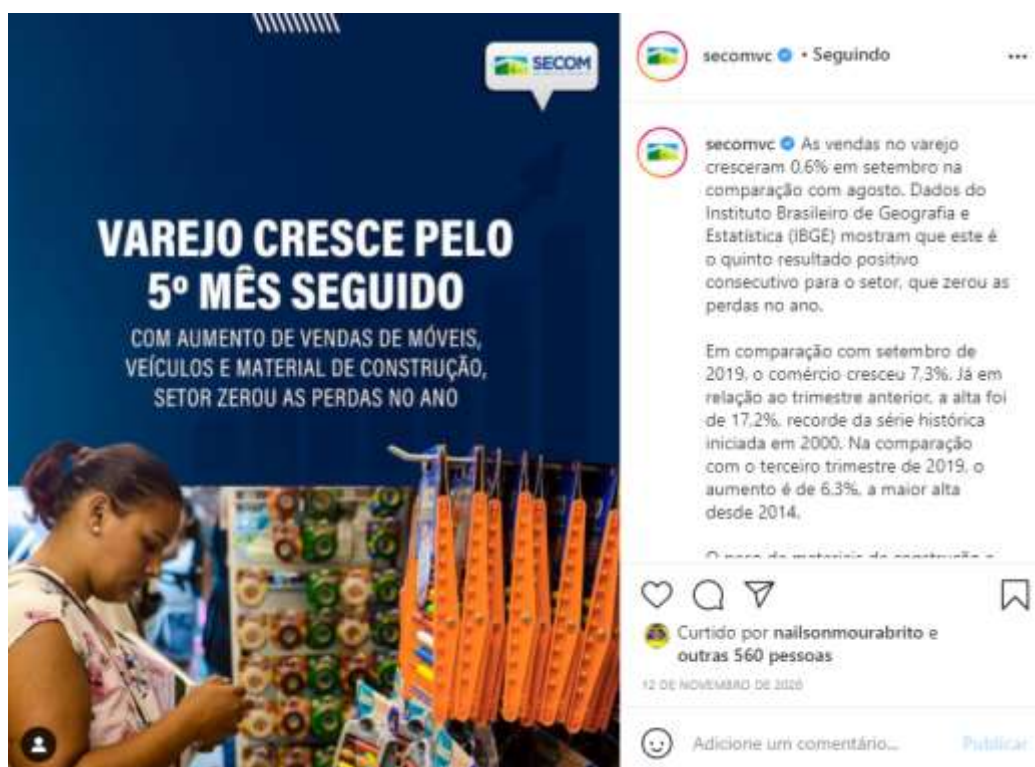 SECOM
VAREJO CRESCE PELO
5º MÊS SEGUIDO
COM AUMENTO DE VENDAS DE MÓVEIS,
VEÍCULOS E MATERIAL DE CONSTRUÇÃO,
SETOR ZEROU AS PERDAS NO ANO
secomvc • Seguindo
secomvc As vendas no varejo
cresceram 0,6% em setembro na
comparação com agosto. Dados do
Instituto Brasileiro de Geografia e
Estatística (IBGE) mostram que este é
o quinto resultado positivo
consecutivo para o setor, que zerou as
perdas no ano.
Em comparação com setembro de
2019, o comércio cresceu 7,3%. Já em
relação ao trimestre anterior, a alta foi
de 17,2%, recorde da série histórica
iniciada em 2000. Na comparação
com o terceiro trimestre de 2019, o
aumento é de 6,3%, a maior alta
desde 2014.
Curtido por nailsonmourabrito e
outras 560 pessoas
12 DE NOVEMBRO DE 2020
Adicione um comentário... Publicar